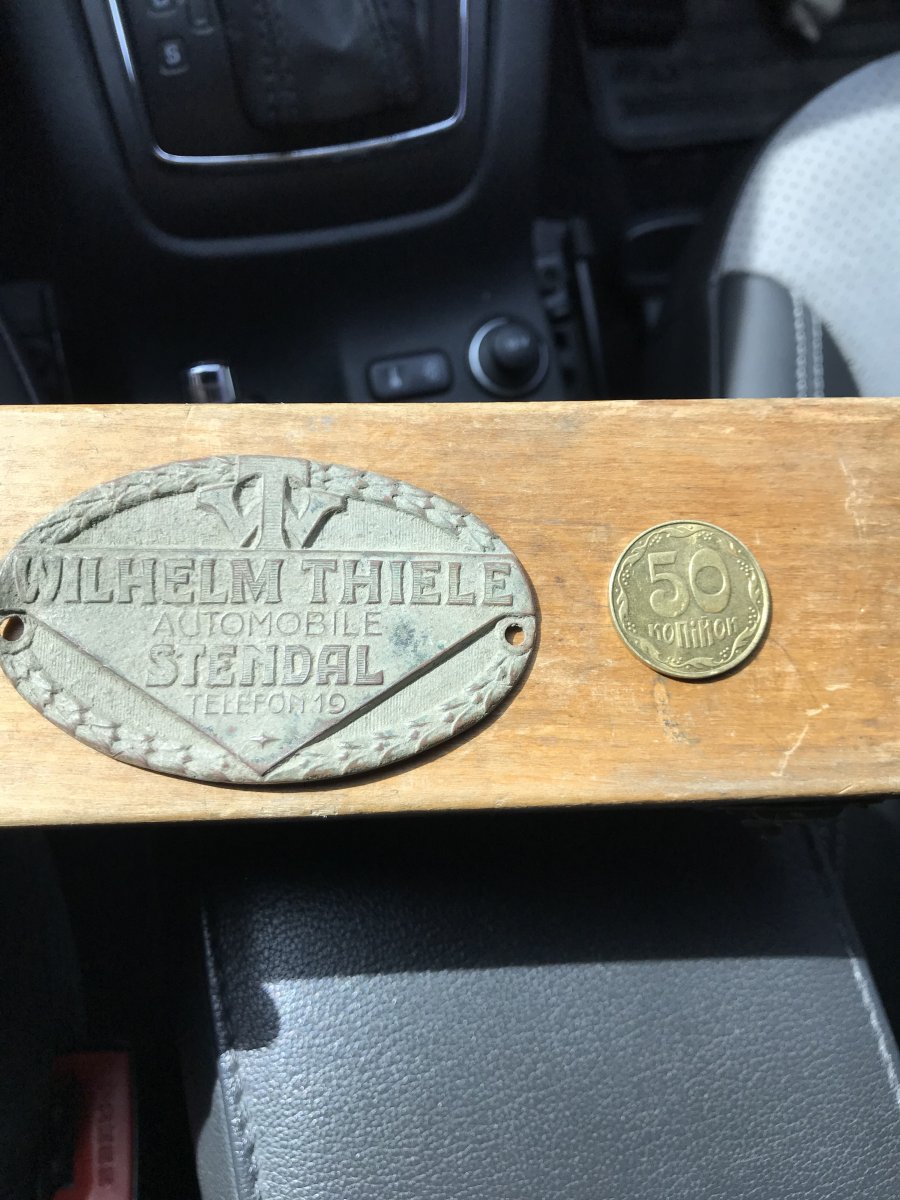 S
WT
WILHELM THIELE
AUTOMOBILE
STENDAL
TELEFON 19
50
КОПІЙОК